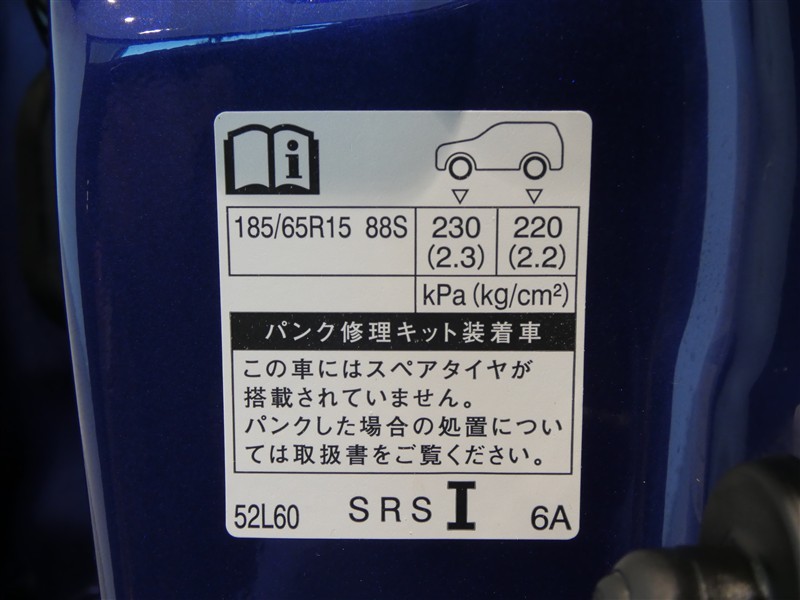 i
185/65R15 88S 230 220
(2.3) (2.2)
kPa (kg/cm²)
パンク修理キット装着車
この車にはスペアタイヤが
搭載されていません。
パンクした場合の処置につい
ては取扱書をご覧ください。
52L60 SRS I 6A